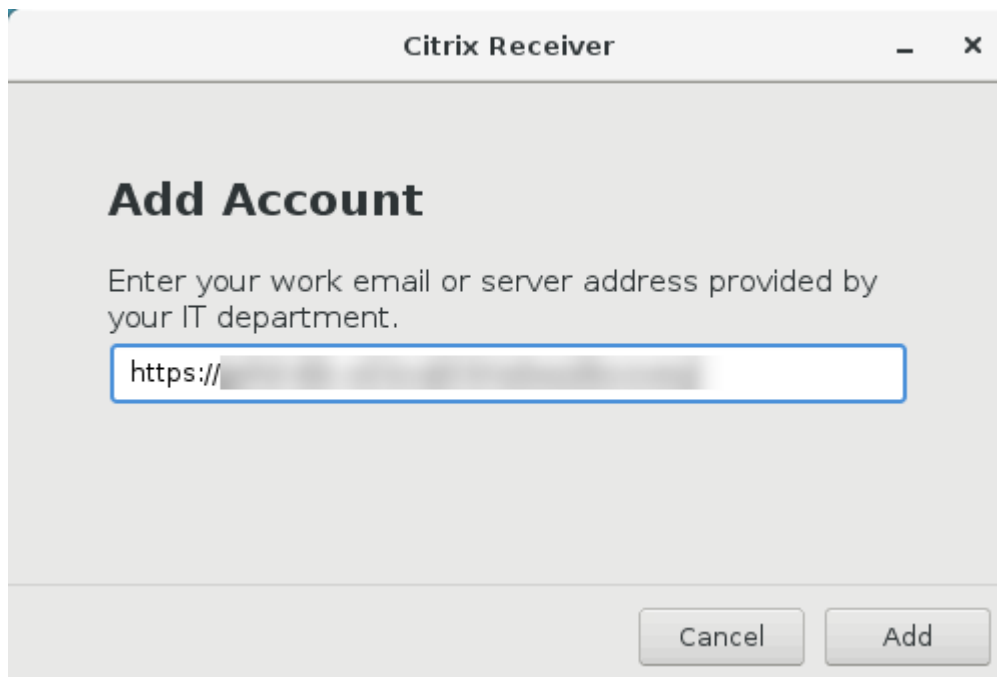 Citrix Receiver
Add Account
Enter your work email or server address provided by
your IT department.
https://
Cancel
Add